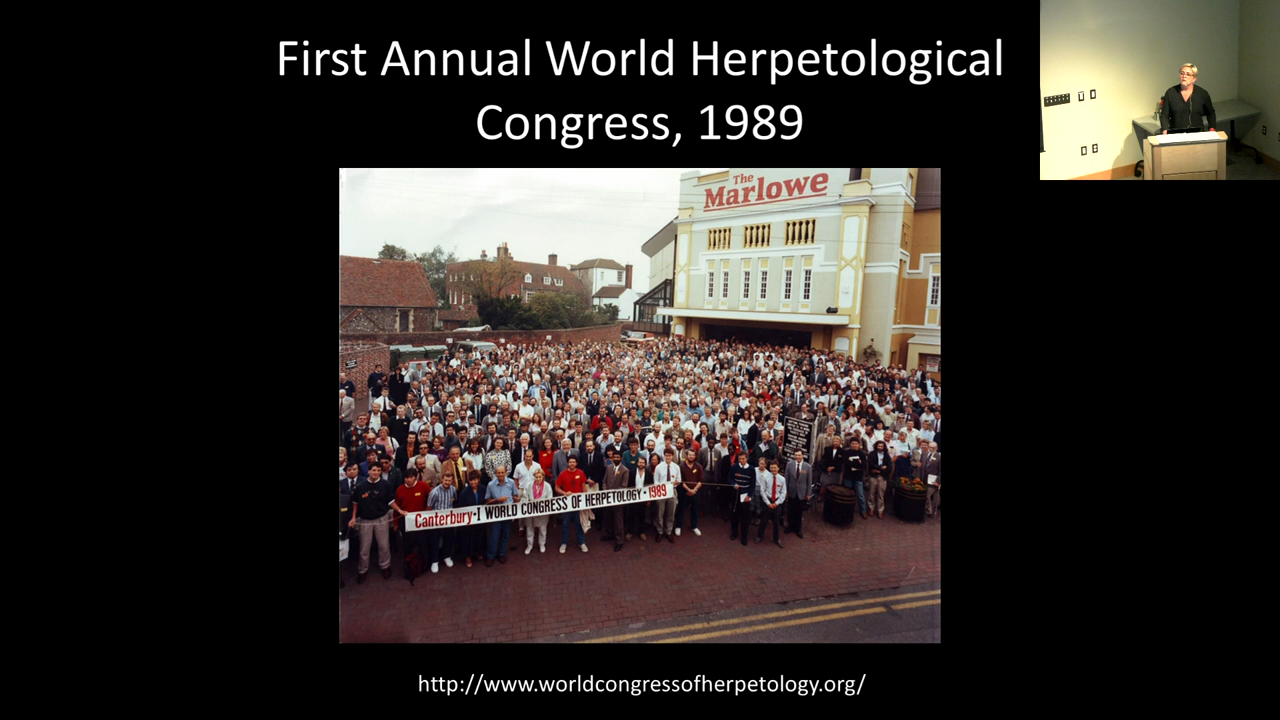 First Annual World Herpetological
Congress, 1989
The
Marlowe
Canterbury•I WORLD CONGRESS OF HERPETOLOGY•1989
http://www.worldcongressofherpetology.org/